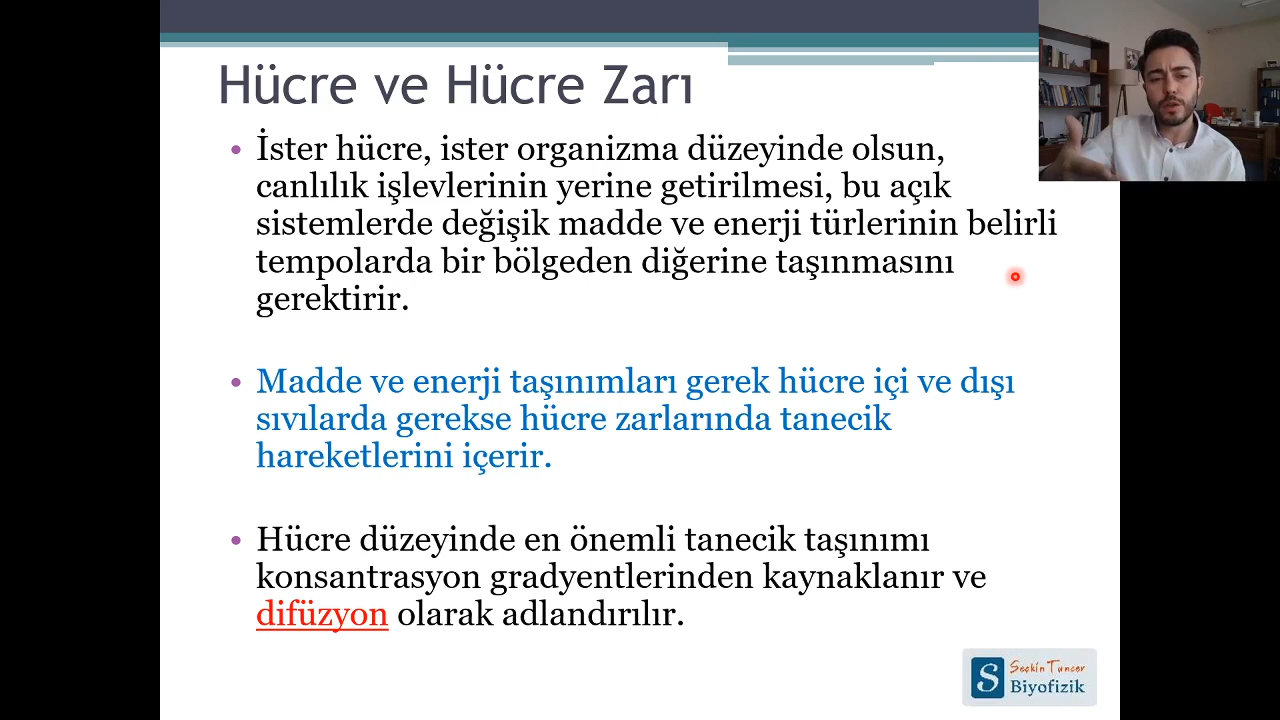 Hücre ve Hücre Zarı
• İster hücre, ister organizma düzeyinde olsun,
canlılık işlevlerinin yerine getirilmesi, bu açık
sistemlerde değişik madde ve enerji türlerinin belirli
tempolarda bir bölgeden diğerine taşınmasını
gerektirir.
• Madde ve enerji taşınımları gerek hücre içi ve dışı
sıvılarda gerekse hücre zarlarında tanecik
hareketlerini içerir.
• Hücre düzeyinde en önemli tanecik taşınımı
konsantrasyon gradyentlerinden kaynaklanır ve
difüzyon olarak adlandırılır.
S
Seçkin Tuncer
Biyofizik